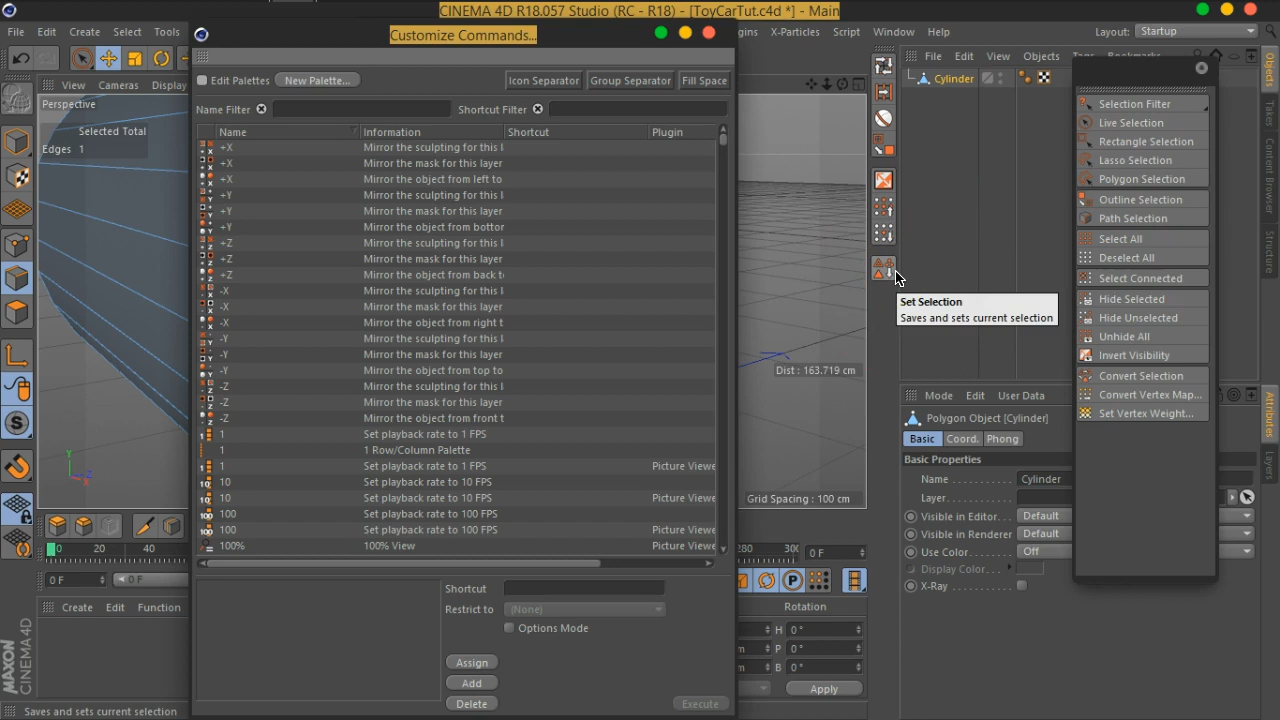 CINEMA 4D R18.057 Studio (RC - R18) - [ToyCarTut.c4d *] - Main
File Edit Create Select Tools
X-Particles Script Window Help
Layout: Startup
Customize Commands...
Edit Palettes New Palette... Icon Separator Group Separator Fill Space
Name Filter Shortcut Filter
Name Information Shortcut Plugin
+X Mirror the sculpting for this l
+X Mirror the mask for this layer
+X Mirror the object from left to
+Y Mirror the sculpting for this l
+Y Mirror the mask for this layer
+Y Mirror the object from bottor
+Z Mirror the sculpting for this l
+Z Mirror the mask for this layer
+Z Mirror the object from back t
-X Mirror the sculpting for this l
-X Mirror the mask for this layer
-X Mirror the object from right t
-Y Mirror the sculpting for this l
-Y Mirror the mask for this layer
-Y Mirror the object from top to
-Z Mirror the sculpting for this l
-Z Mirror the mask for this layer
-Z Mirror the object from front t
1 Set playback rate to 1 FPS
1 1 Row/Column Palette
1 Set playback rate to 1 FPS Picture Viewe
10 Set playback rate to 10 FPS
10 Set playback rate to 10 FPS Picture Viewe
100 Set playback rate to 100 FPS
100 Set playback rate to 100 FPS Picture Viewe
100% 100% View Picture Viewe
Shortcut
Restrict to (None)
Options Mode
Assign
Add
Delete
Execute
View Cameras Display
Perspective
Selected Total
Edges 1
Y
Z
0 20 40
0 F 0 F
Create Edit Function
MAXON
CINEMA 4D
Saves and sets current selection
Dist : 163.719 cm
Grid Spacing : 100 cm
280 300 0 F
Rotation
H 0 °
m P 0 °
m B 0 °
Apply
Set Selection
Saves and sets current selection
File Edit View Objects
Cylinder
Selection Filter
Live Selection
Rectangle Selection
Lasso Selection
Polygon Selection
Outline Selection
Path Selection
Select All
Deselect All
Select Connected
Hide Selected
Hide Unselected
Unhide All
Invert Visibility
Convert Selection
Convert Vertex Map...
Set Vertex Weight...
Mode Edit User Data
Polygon Object [Cylinder]
Basic Coord. Phong
Basic Properties
Name . . . . . . . . . . . Cylinder
Layer. . . . . . . . . . . .
Visible in Editor. . . Default
Visible in Renderer Default
Use Color. . . . . . . Off
Display Color. . .
X-Ray . . . . . . . . . .
Objects
Takes
Content Browser
Structure
Attributes
Layers